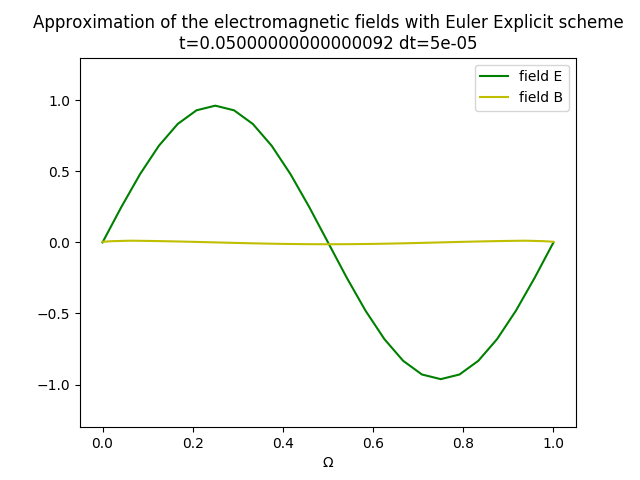 Approximation of the electromagnetic fields with Euler Explicit scheme
t=0.05000000000000092 dt=5e-05
field E
field B
1.0
0.5
0.0
−0.5
−1.0
0.0 0.2 0.4 0.6 0.8 1.0
Ω